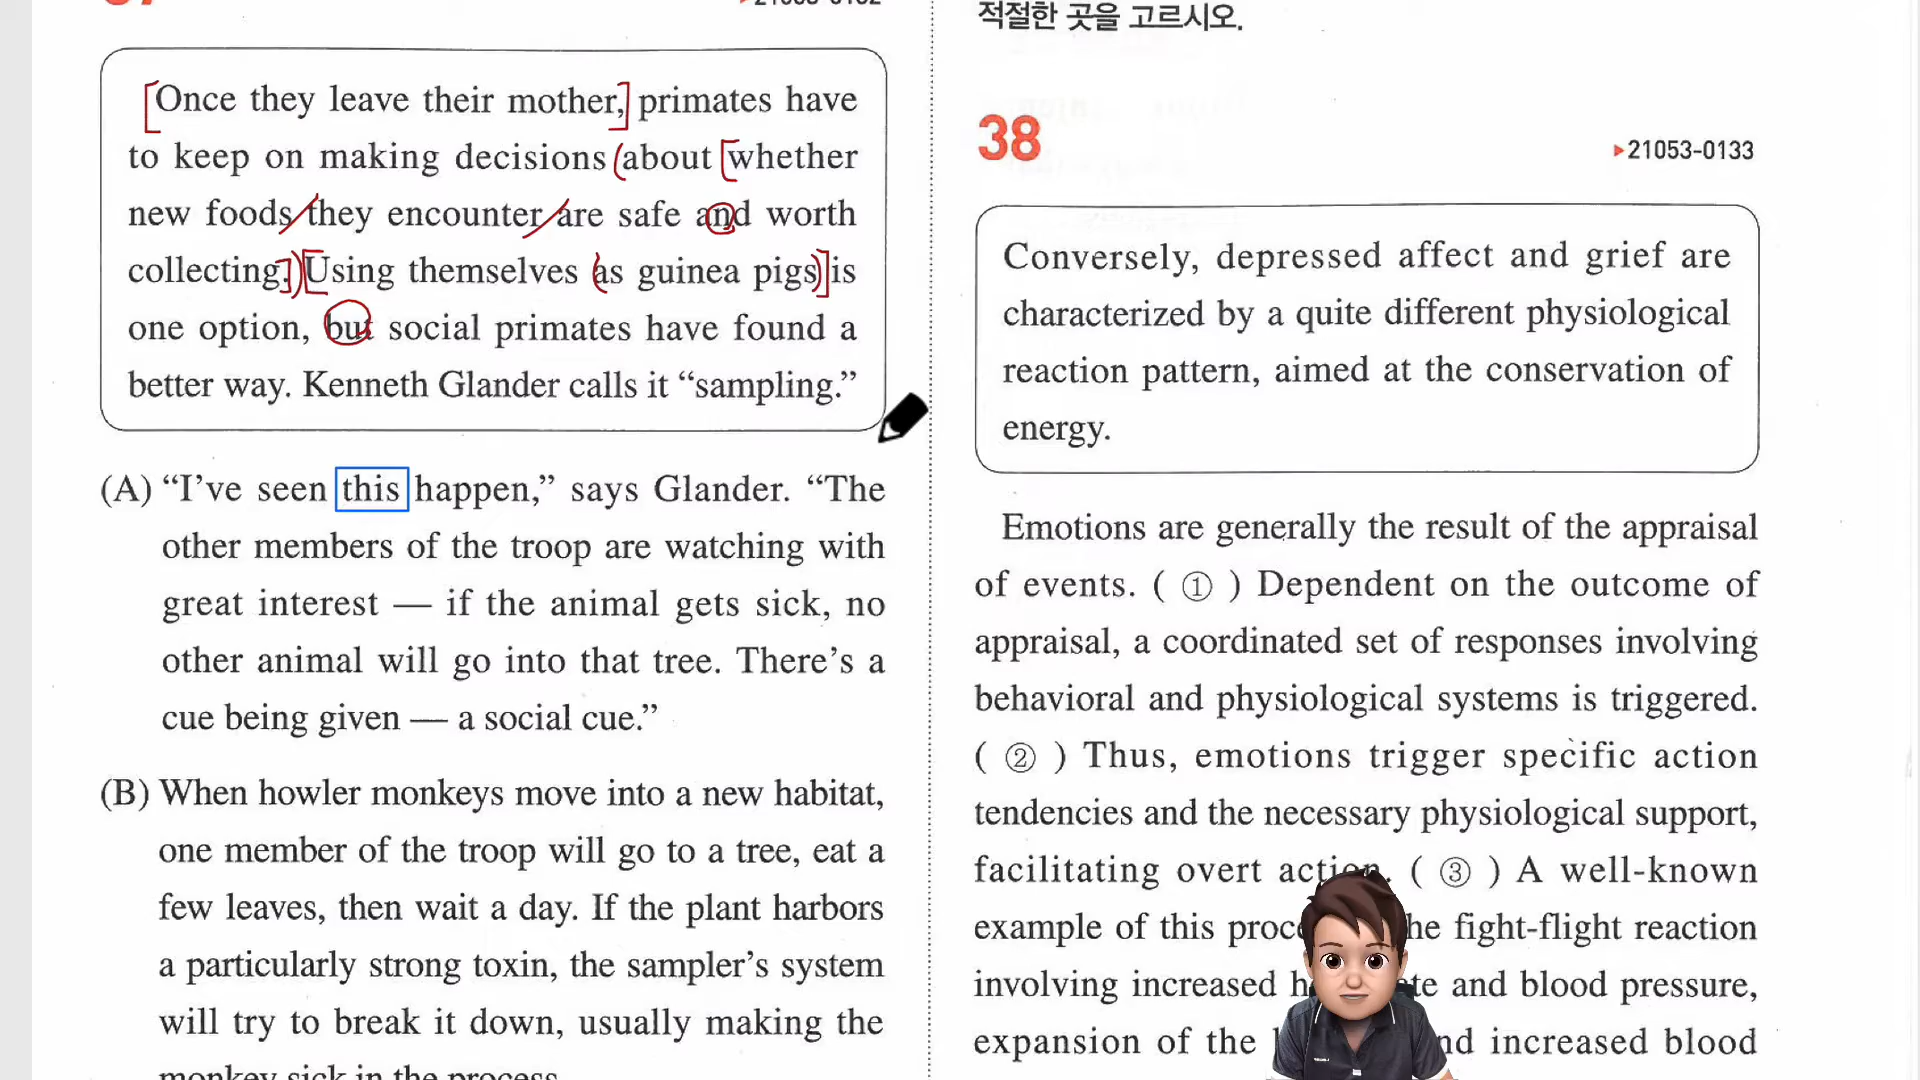 Once they leave their mother, primates have
to keep on making decisions about whether
new foods they encounter are safe and worth
collecting. Using themselves as guinea pigs is
one option, but social primates have found a
better way. Kenneth Glander calls it “sampling.”
(A) “I’ve seen this happen,” says Glander. “The
other members of the troop are watching with
great interest — if the animal gets sick, no
other animal will go into that tree. There’s a
cue being given — a social cue.”
(B) When howler monkeys move into a new habitat,
one member of the troop will go to a tree, eat a
few leaves, then wait a day. If the plant harbors
a particularly strong toxin, the sampler’s system
will try to break it down, usually making the
monkey sick in the process.
적절한 곳을 고르시오.
38
▸21053-0133
Conversely, depressed affect and grief are
characterized by a quite different physiological
reaction pattern, aimed at the conservation of
energy.
Emotions are generally the result of the appraisal
of events. ( ① ) Dependent on the outcome of
appraisal, a coordinated set of responses involving
behavioral and physiological systems is triggered.
( ② ) Thus, emotions trigger specific action
tendencies and the necessary physiological support,
facilitating overt action. ( ③ ) A well-known
example of this fight-flight reaction
involving increased and blood pressure,
expansion of the increased blood